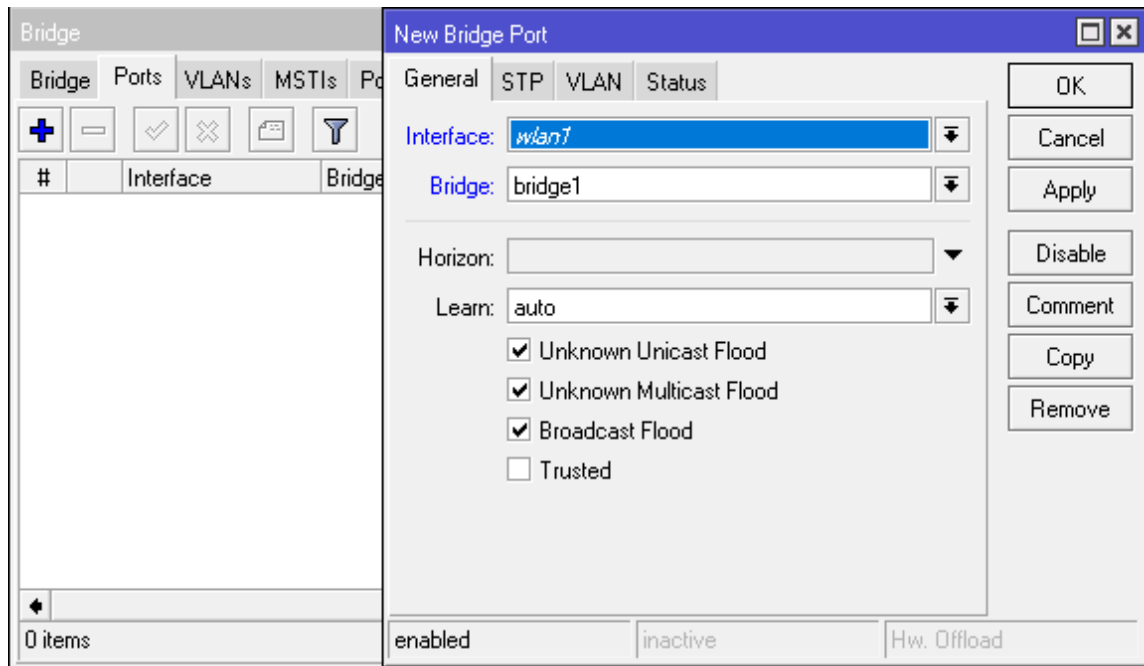 Bridge
Bridge Ports VLANs MSTIs
# Interface Bridge
0 items
New Bridge Port
General STP VLAN Status
Interface: wlan1
Bridge: bridge1
Horizon:
Learn: auto
Unknown Unicast Flood
Unknown Multicast Flood
Broadcast Flood
Trusted
enabled inactive Hw. Offload
OK
Cancel
Apply
Disable
Comment
Copy
Remove